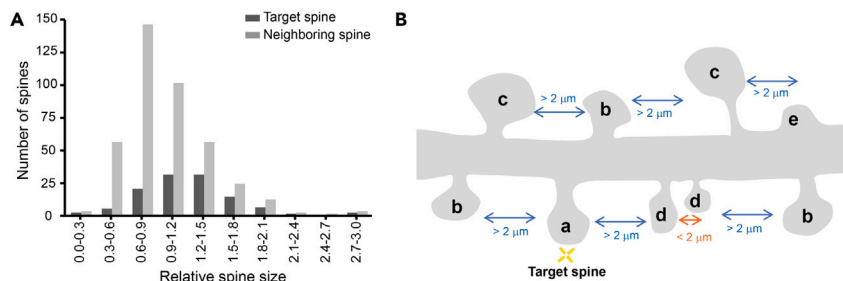 A
Target spine
Neighboring spine
Number of spines
150
125
100
75
50
25
0
0.0-0.3
0.3-0.6
0.6-0.9
0.9-1.2
1.2-1.5
1.5-1.8
1.8-2.1
2.1-2.4
2.4-2.7
2.7-3.0
Relative spine size
B
c
> 2 μm
b
> 2 μm
c
> 2 μm
e
b
> 2 μm
a
> 2 μm
d
d
< 2 μm
> 2 μm
b
Target spine